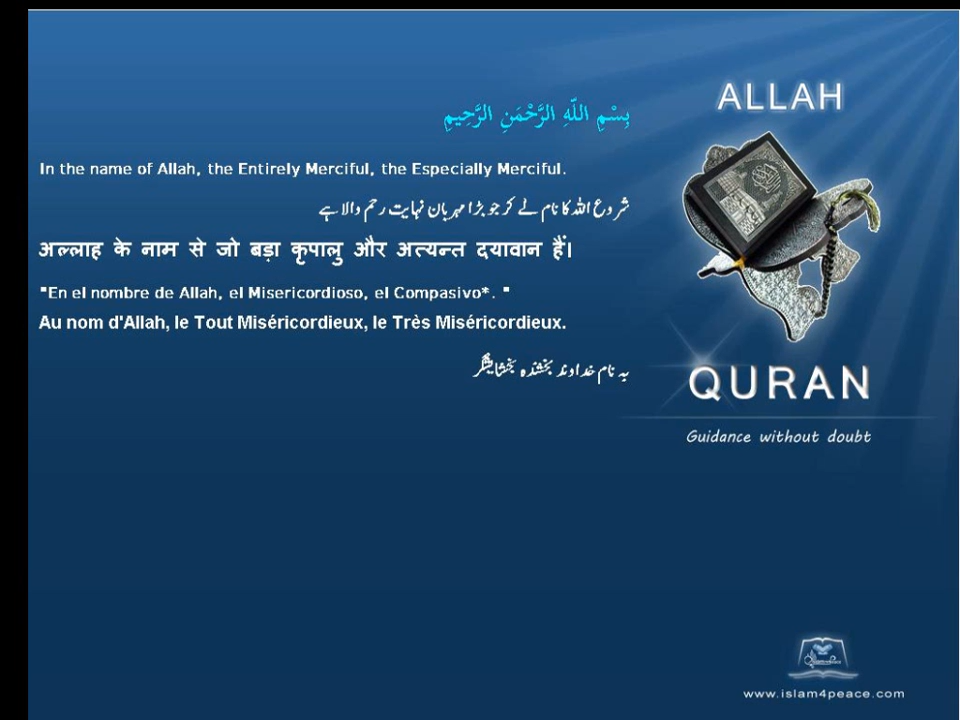 بِسْمِ اللَّهِ الرَّحْمَنِ الرَّحِيمِ
In the name of Allah, the Entirely Merciful, the Especially Merciful.
شروع الله کا نام لے کر جو بڑا مہربان نہایت رحم والا ہے
अल्लाह के नाम से जो बड़ा कृपालु और अत्यन्त दयावान हैं।
"En el nombre de Allah, el Misericordioso, el Compasivo*. "
Au nom d'Allah, le Tout Miséricordieux, le Très Miséricordieux.
به نام خداوند بخشنده بخشایشگر
ALLAH
QURAN
Guidance without doubt
www.islam4peace.com